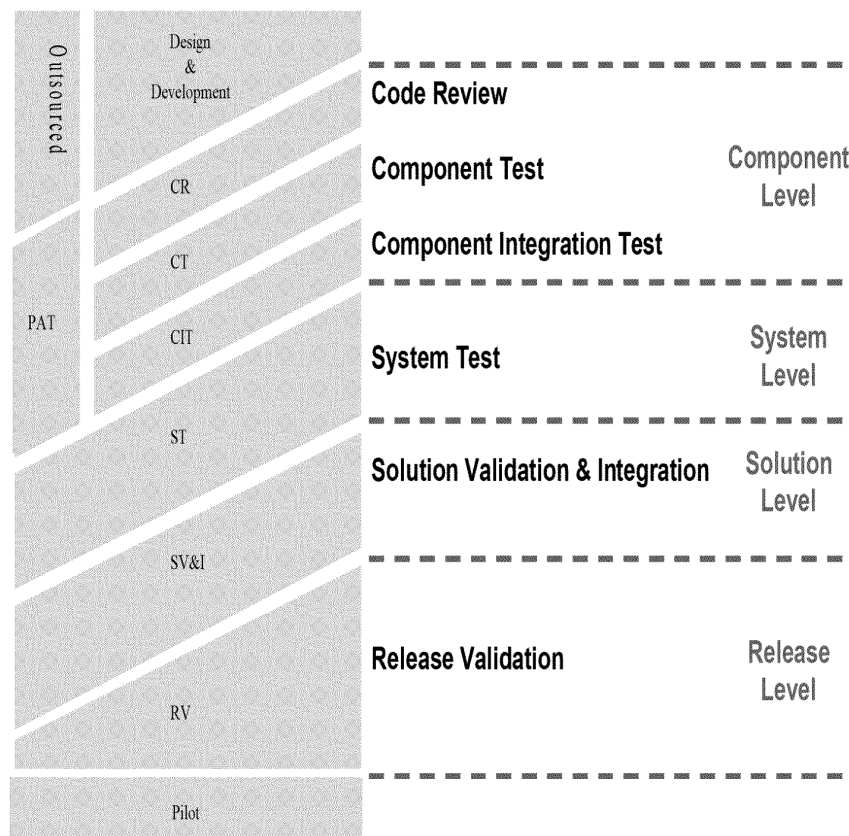 Outsourced
Design
&
Development
Code Review
CR
Component Test
Component
Level
CT
Component Integration Test
PAT
CIT
System Test
System
Level
ST
Solution Validation & Integration
Solution
Level
SV&I
Release Validation
Release
Level
RV
Pilot